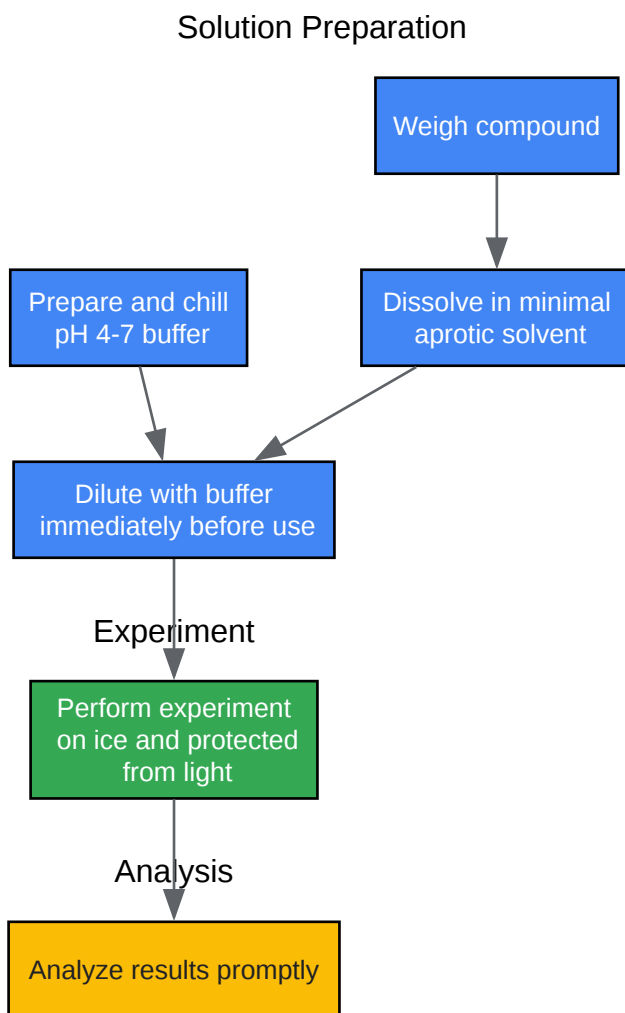 Solution Preparation
Weigh compound
Prepare and chill
pH 4-7 buffer
Dissolve in minimal
aprotic solvent
Dilute with buffer
immediately before use
Experiment
Perform experiment
on ice and protected
from light
Analysis
Analyze results promptly